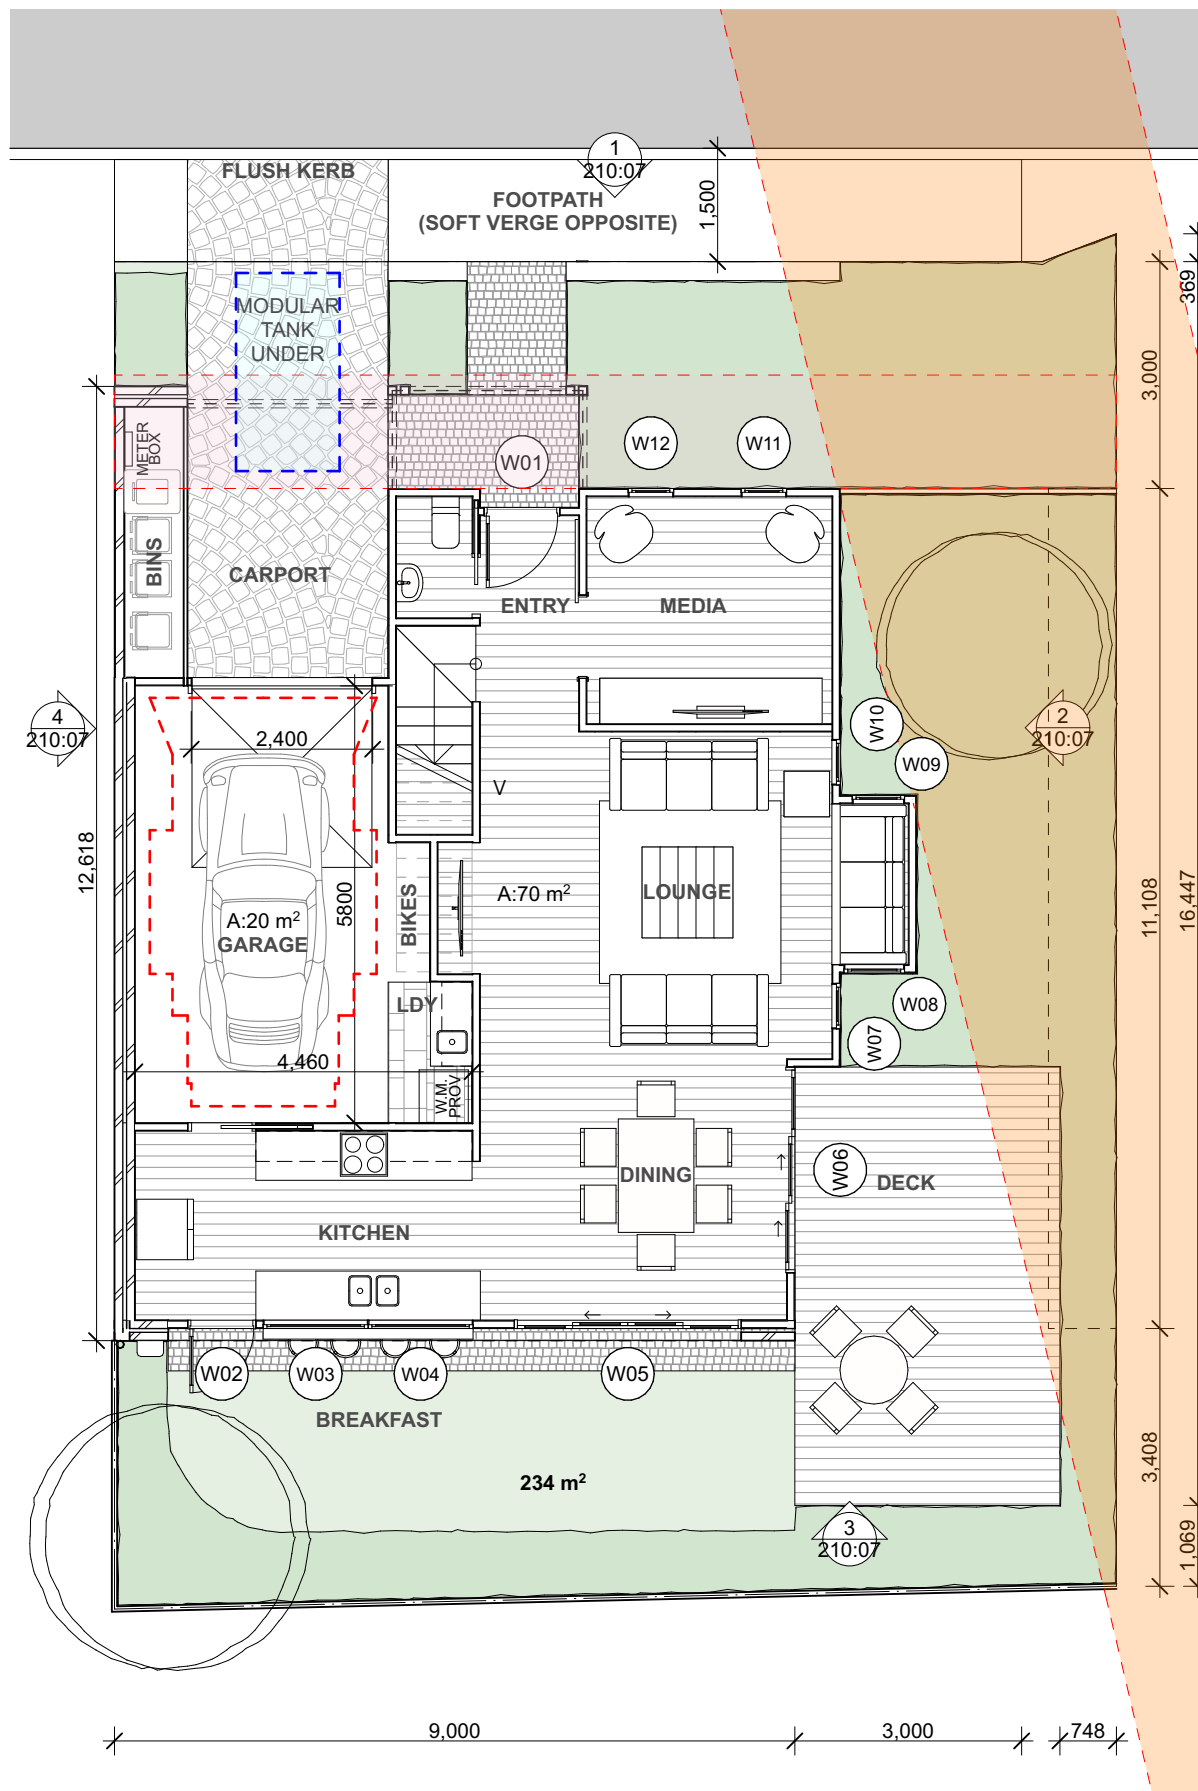 1
210:07
FLUSH KERB
FOOTPATH
(SOFT VERGE OPPOSITE)
1,500
369
MODULAR
TANK
UNDER
3,000
METER
BOX
W01
W12
W11
BINS
CARPORT
ENTRY
MEDIA
4
210:07
2,400
W10
2
210:07
W09
V
12,618
5800
BIKES
A:70 m²
LOUNGE
A:20 m²
GARAGE
11,108
16,447
LDY
W08
W07
4,460
W.M.
PROV
DINING
W06
DECK
KITCHEN
W02
W03
W04
W05
BREAKFAST
234 m²
3,408
3
210:07
1,069
9,000
3,000
748